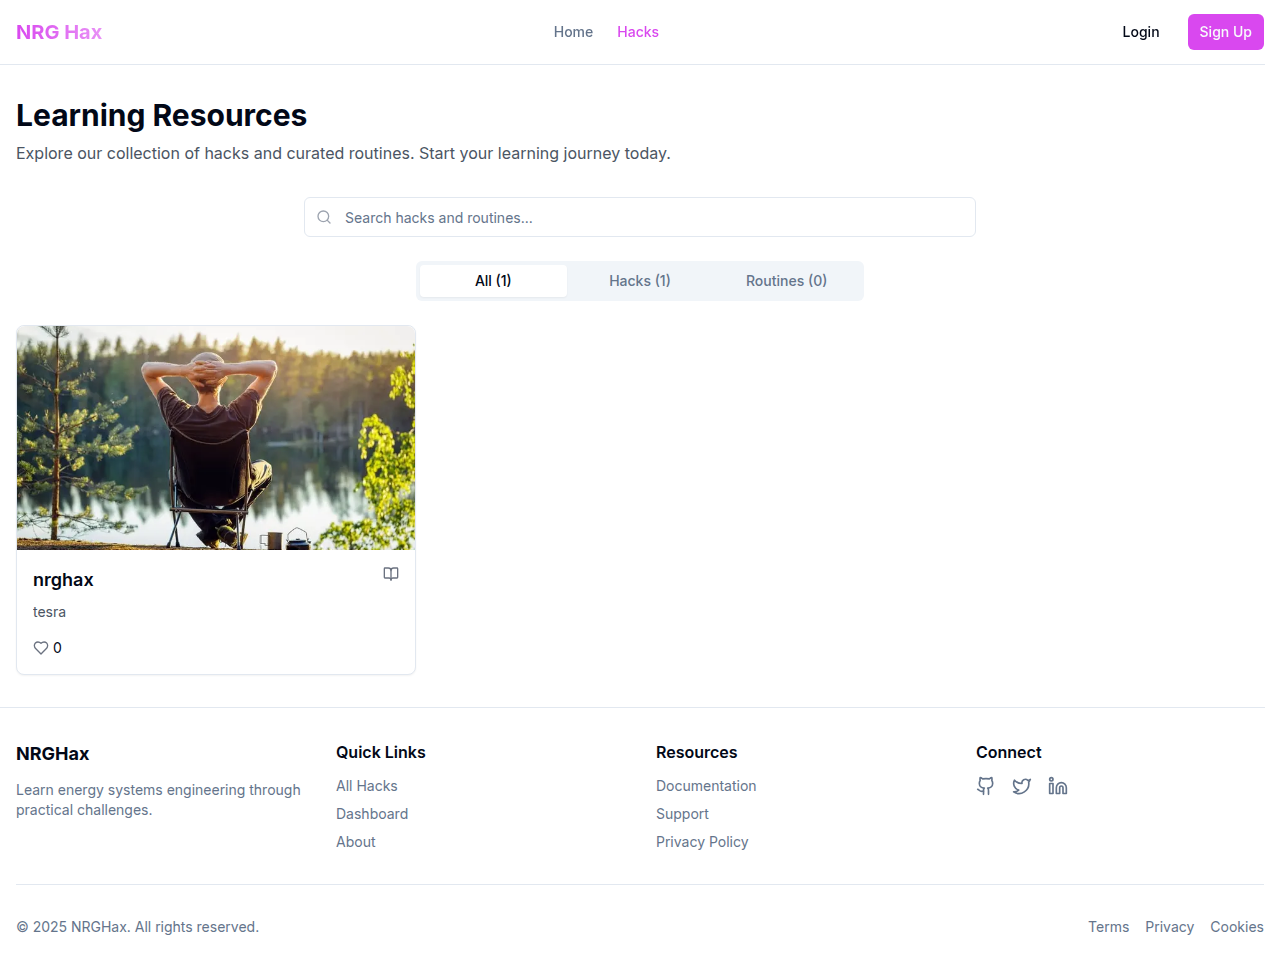 NRG Hax
Home
Hacks
Login
Sign Up
Learning Resources
Explore our collection of hacks and curated routines. Start your learning journey today.
Search hacks and routines...
All (1)
Hacks (1)
Routines (0)
nrghax
tesra
0
NRGHax
Learn energy systems engineering through
practical challenges.
Quick Links
All Hacks
Dashboard
About
Resources
Documentation
Support
Privacy Policy
Connect
© 2025 NRGHax. All rights reserved.
Terms
Privacy
Cookies